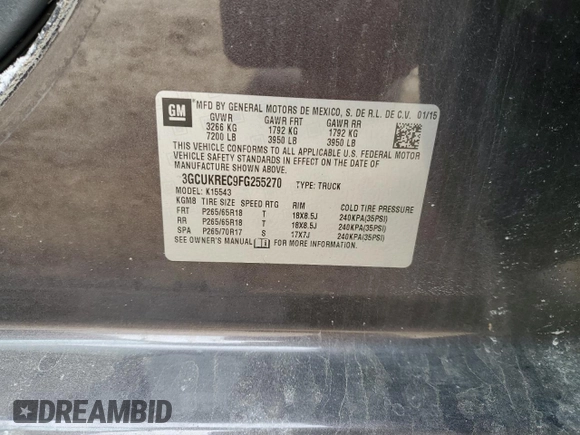 GM
MFD BY GENERAL MOTORS DE MEXICO, S. DE R.L. DE C.V. 01/15
GVWR GAWR FRT GAWR RR
3266 KG 1792 KG 1792 KG
7200 LB 3950 LB 3950 LB
THIS VEHICLE CONFORMS TO ALL APPLICABLE U.S. FEDERAL MOTOR
VEHICLE SAFETY STANDARDS IN EFFECT ON THE DATE OF
MANUFACTURE SHOWN ABOVE.
3GCUKREC9FG255270 TYPE: TRUCK
MODEL: K15543
KGM8 TIRE SIZE SPEED RTG RIM COLD TIRE PRESSURE
FRT P265/65R18 T 18X8.5J 240KPA(35PSI)
RR P265/65R18 T 18X8.5J 240KPA(35PSI)
SPA P265/70R17 S 17X7J 240KPA(35PSI)
SEE OWNER'S MANUAL FOR MORE INFORMATION.
DREAMBID